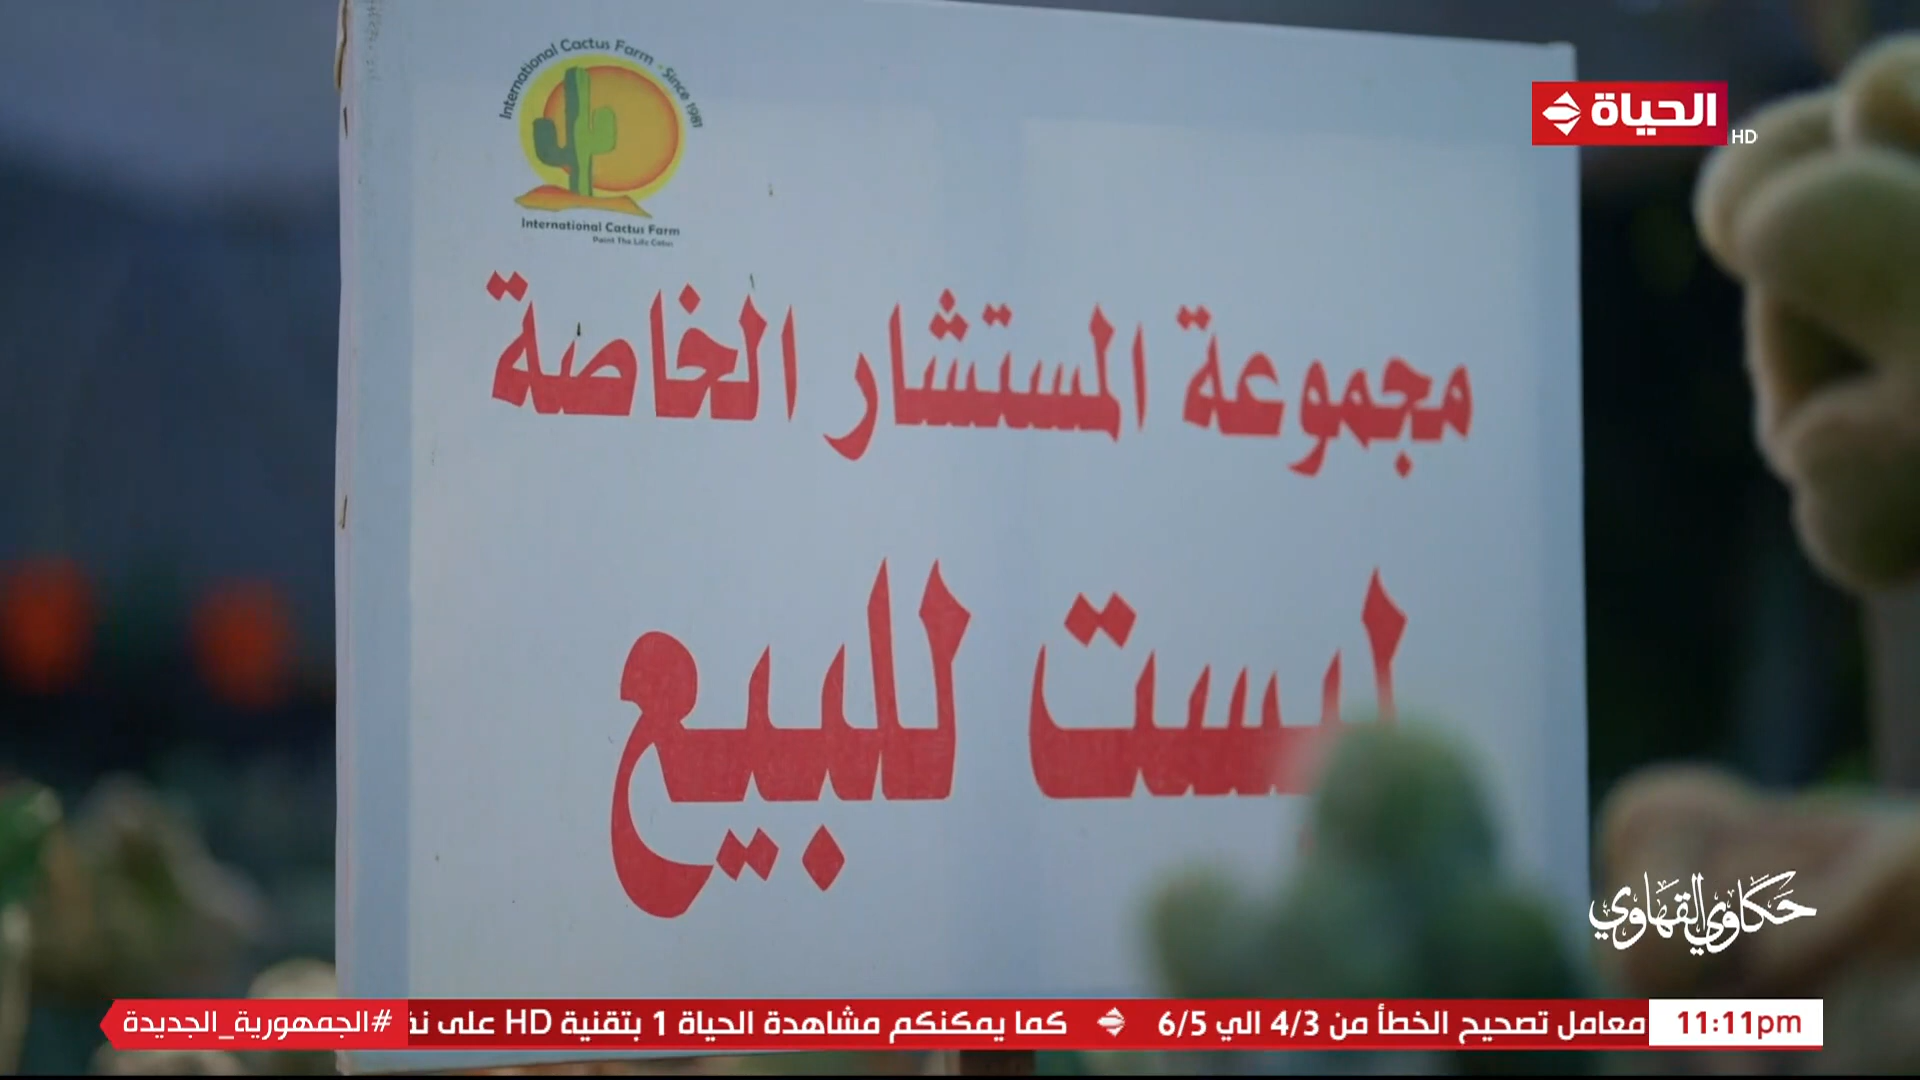 International Cactus Farm - Since 1981
International Cactus Farm
الحياة
HD
مجموعة المستشار الخاصة
ليست للبيع
حكاوي القهاوي
11:11pm
معامل تصحيح الخطأ من 4/3 الي 6/5 كما يمكنكم مشاهدة الحياة 1 بتقنية HD على
#الجمهورية_الجديدة